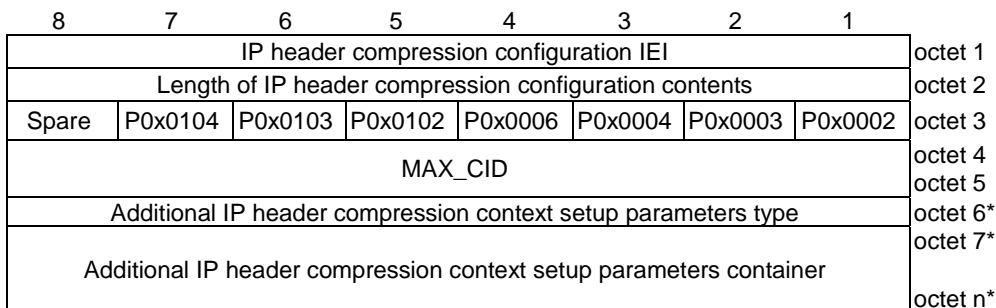 8 7 6 5 4 3 2 1
IP header compression configuration IEI octet 1
Length of IP header compression configuration contents octet 2
Spare P0x0104 P0x0103 P0x0102 P0x0006 P0x0004 P0x0003 P0x0002 octet 3
MAX_CID octet 4
octet 5
Additional IP header compression context setup parameters type octet 6*
octet 7*
Additional IP header compression context setup parameters container
octet n*